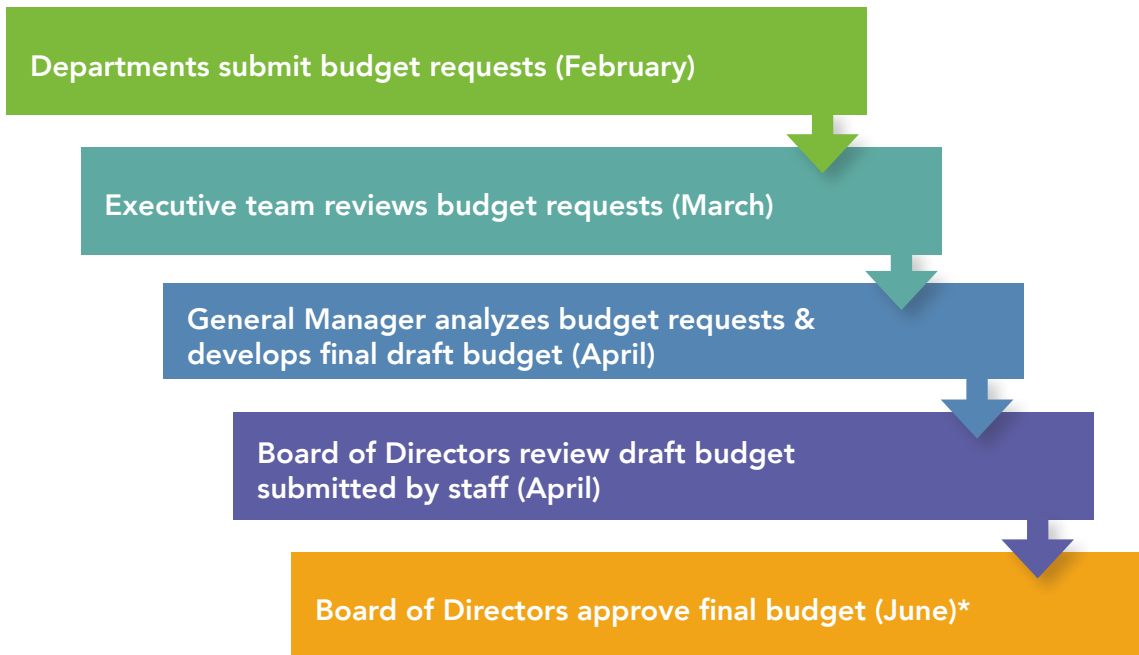 Departments submit budget requests (February)
Executive team reviews budget requests (March)
General Manager analyzes budget requests &
develops final draft budget (April)
Board of Directors review draft budget
submitted by staff (April)
Board of Directors approve final budget (June)*